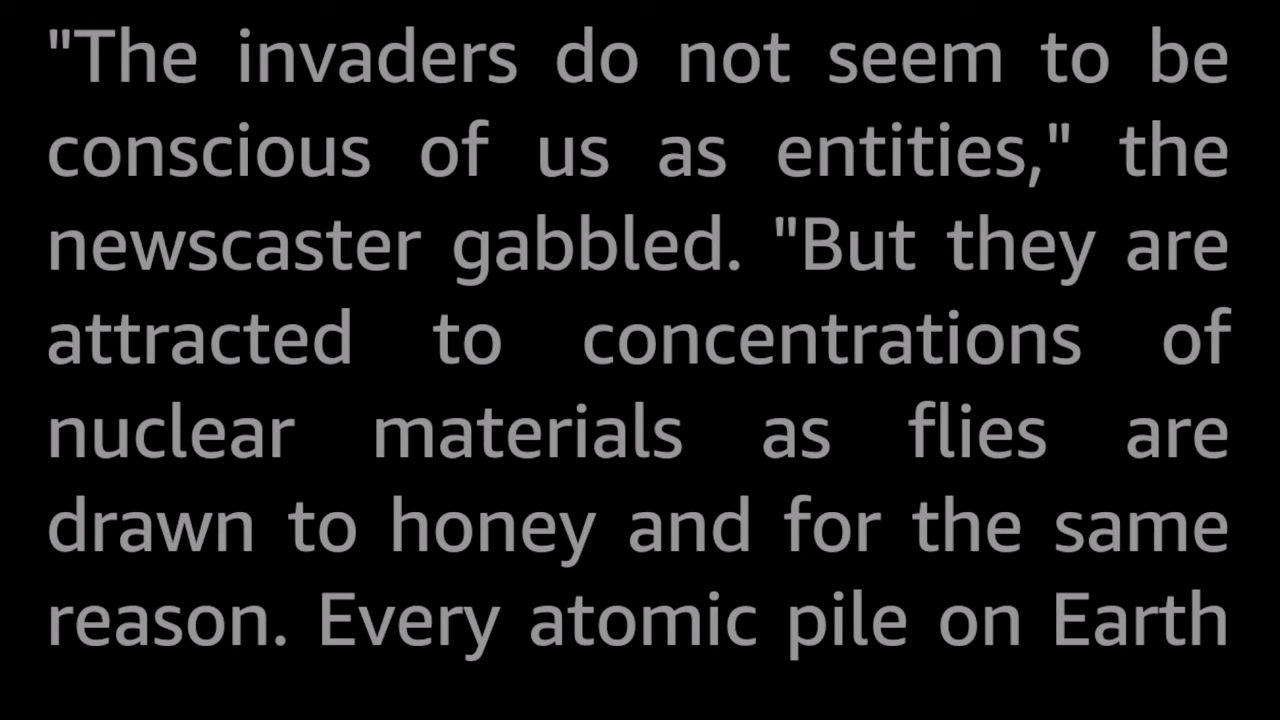 "The invaders do not seem to be
conscious of us as entities," the
newscaster gabbled. "But they are
attracted to concentrations of
nuclear materials as flies are
drawn to honey and for the same
reason. Every atomic pile on Earth